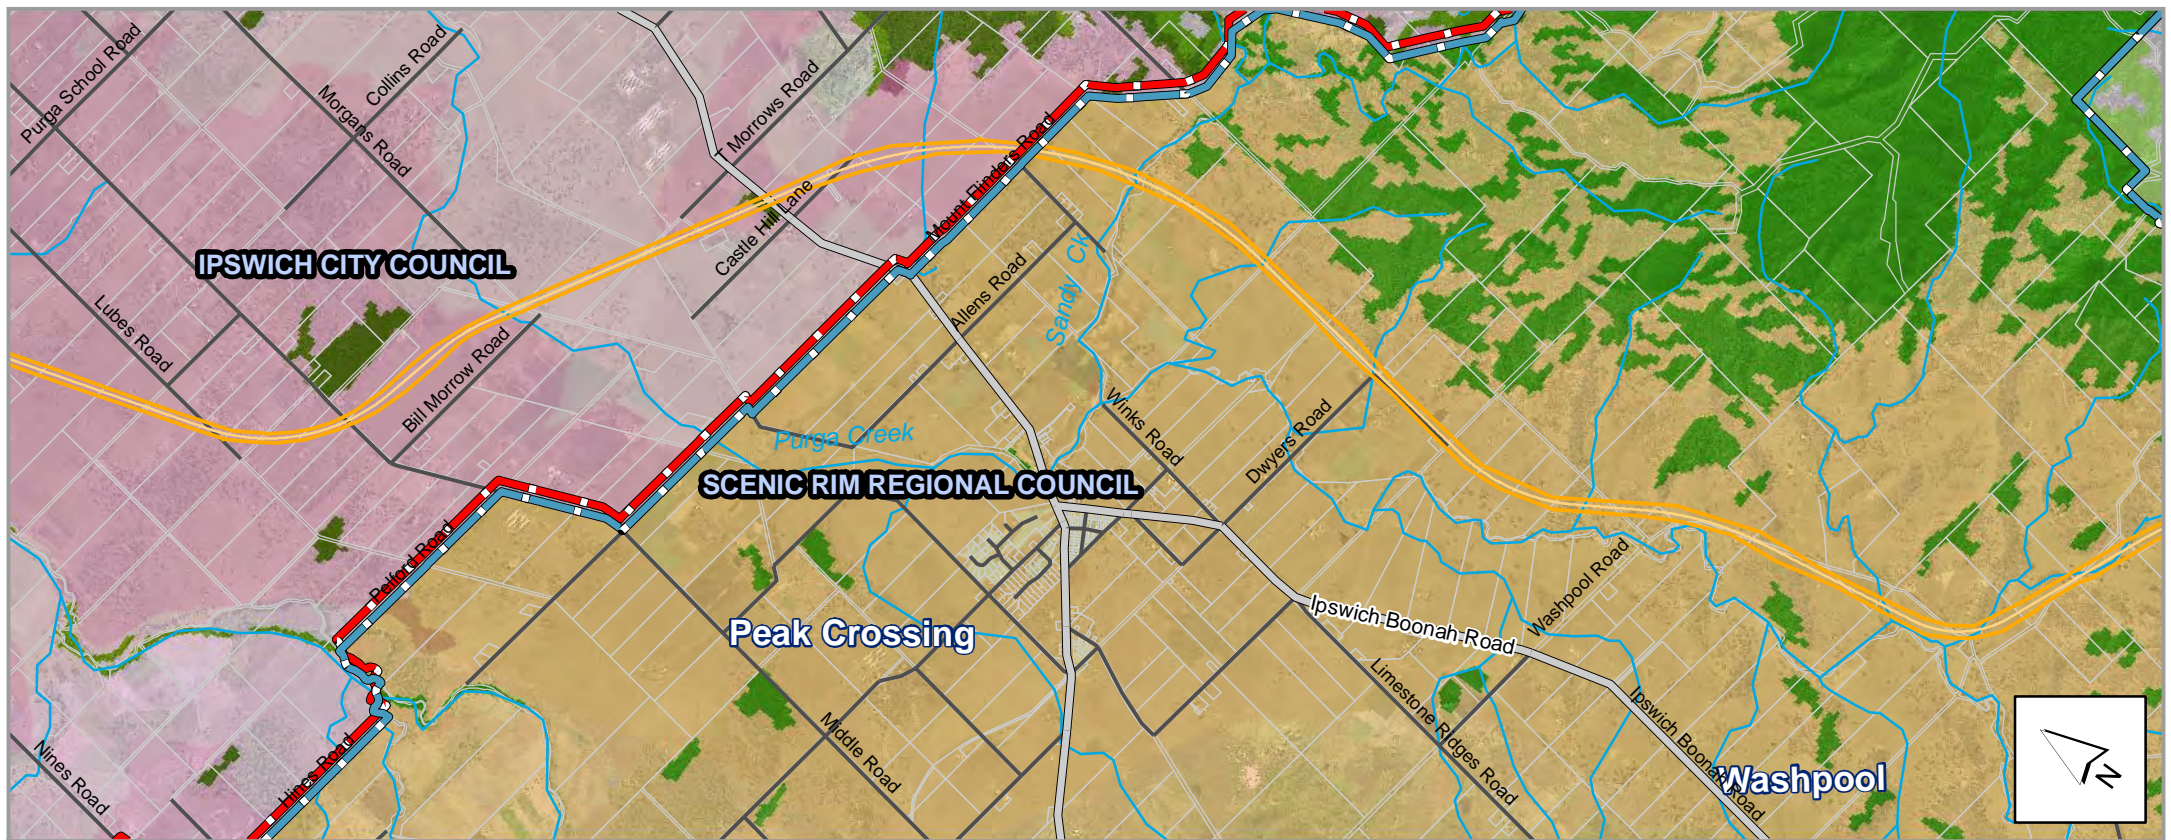 Purga School Road
Collins Road
Morgans Road
T Morrows Road
Mount Flinders Road
Castle Hill Lane
IPSWICH CITY COUNCIL
Sandy Ck
Allens Road
Lubes Road
Bill Morrow Road
Purga Creek
Winks Road
Dwyers Road
SCENIC RIM REGIONAL COUNCIL
Pelford Road
Peak Crossing
Ipswich-Boonah-Road
Washpool Road
Limestone Ridges Road
Ipswich Boonah Road
Washpool
Middle Road
Nines Road
Hines Road
N